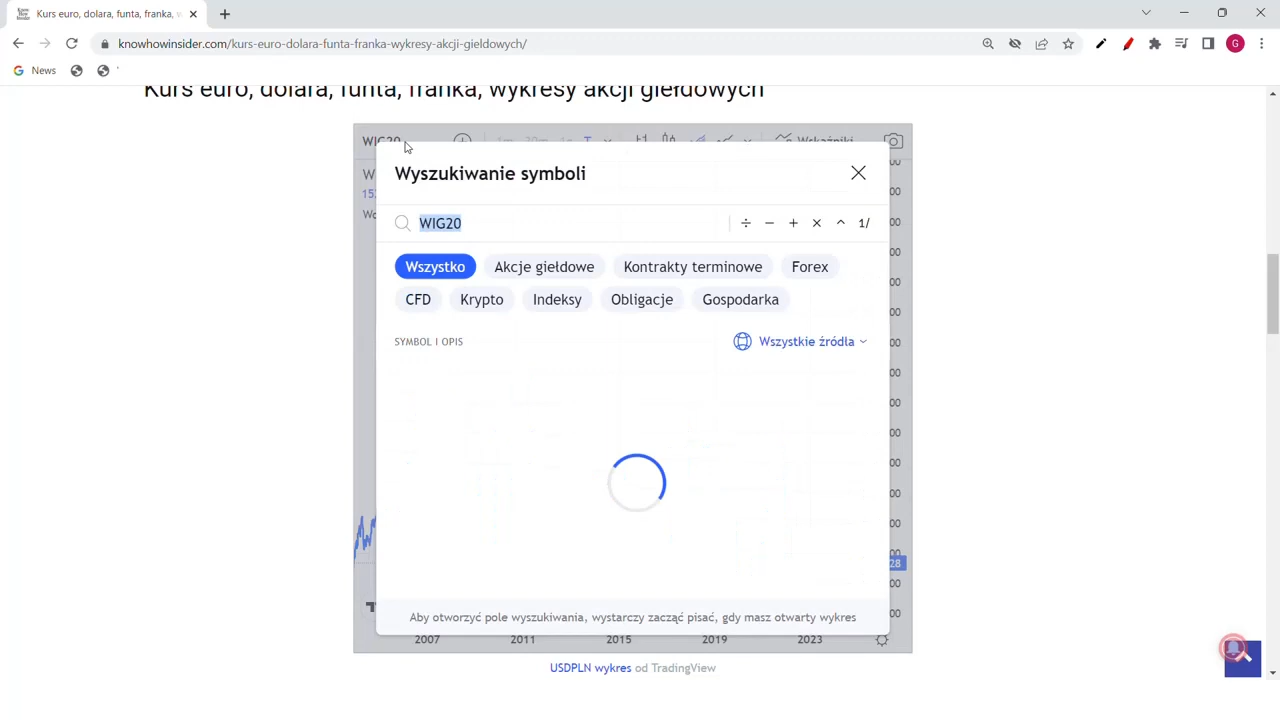 Kurs euro, dolara, funta, franka, w
knowhowinsider.com/kurs-euro-dolara-funta-franka-wykresy-akcji-gieldowych/
G
News
Kurs euro, dolara, funta, franka, wykresy akcji giełdowych
WIG20
Wskaźniki
Wyszukiwanie symboli
WIG20
÷ − + × ^ 1/
Wszystko Akcje giełdowe Kontrakty terminowe Forex
CFD Krypto Indeksy Obligacje Gospodarka
SYMBOL I OPIS Wszystkie źródła
28
Aby otworzyć pole wyszukiwania, wystarczy zacząć pisać, gdy masz otwarty wykres
2007 2011 2015 2019 2023
USDPLN wykres od TradingView